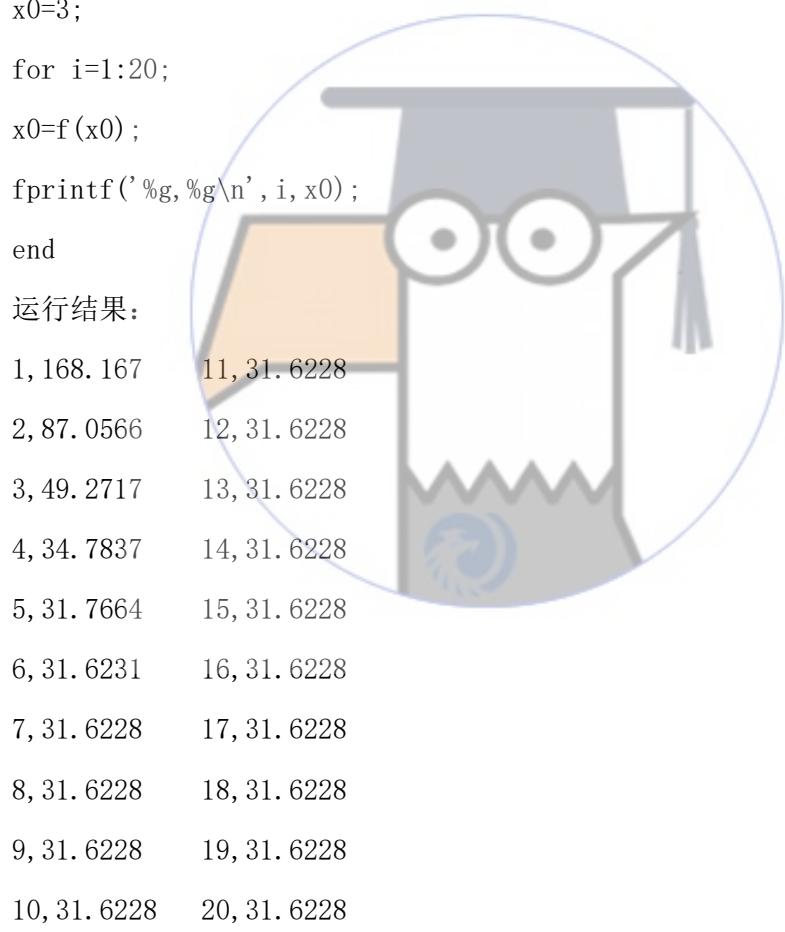 x0=3;
for i=1:20;
x0=f(x0);
fprintf('%g,%g\n',i,x0);
end
运行结果：
1,168.167 11,31.6228
2,87.0566 12,31.6228
3,49.2717 13,31.6228
4,34.7837 14,31.6228
5,31.7664 15,31.6228
6,31.6231 16,31.6228
7,31.6228 17,31.6228
8,31.6228 18,31.6228
9,31.6228 19,31.6228
10,31.6228 20,31.6228